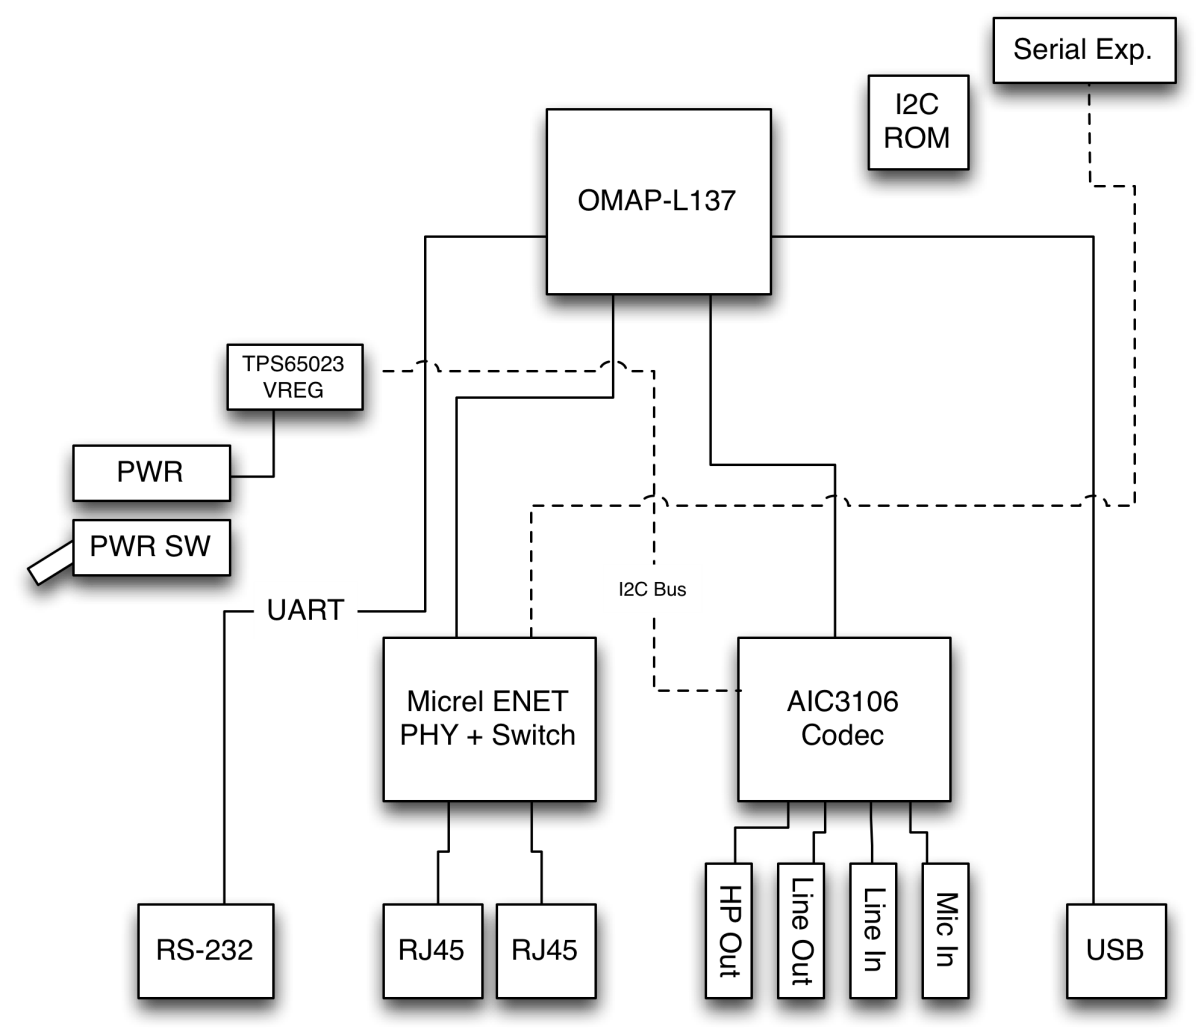 Serial Exp.
I2C
ROM
OMAP-L137
TPS65023
VREG
PWR
PWR SW
I2C Bus
UART
Micrel ENET
PHY + Switch
AIC3106
Codec
HP Out
Line Out
Line In
Mic In
RS-232
RJ45
RJ45
USB